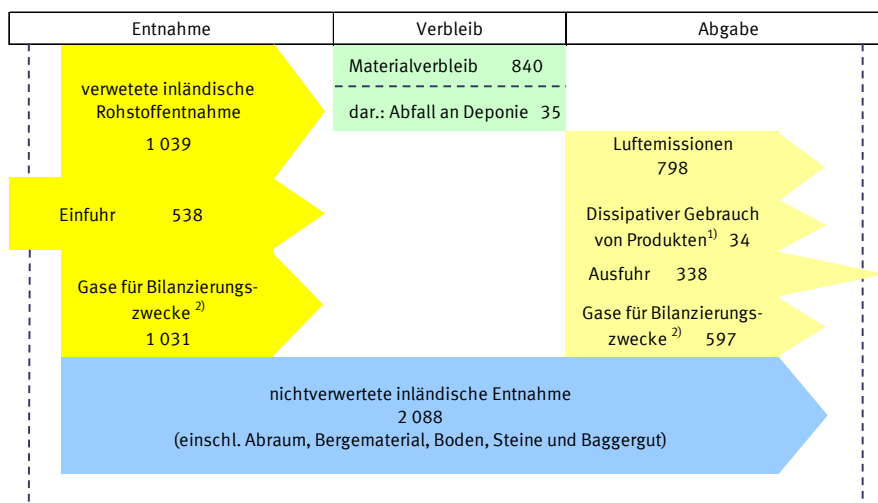 Entnahme
Verbleib
Abgabe
verwetete inländische
Rohstoffentnahme
1 039
Einfuhr 538
Gase für Bilanzierungs-
zwecke 2)
1 031
Materialverbleib 840
dar.: Abfall an Deponie 35
Luftemissionen
798
Dissipativer Gebrauch
von Produkten1) 34
Ausfuhr 338
Gase für Bilanzierungs-
zwecke 2) 597
nichtverwertete inländische Entnahme
2 088
(einschl. Abraum, Bergematerial, Boden, Steine und Baggergut)